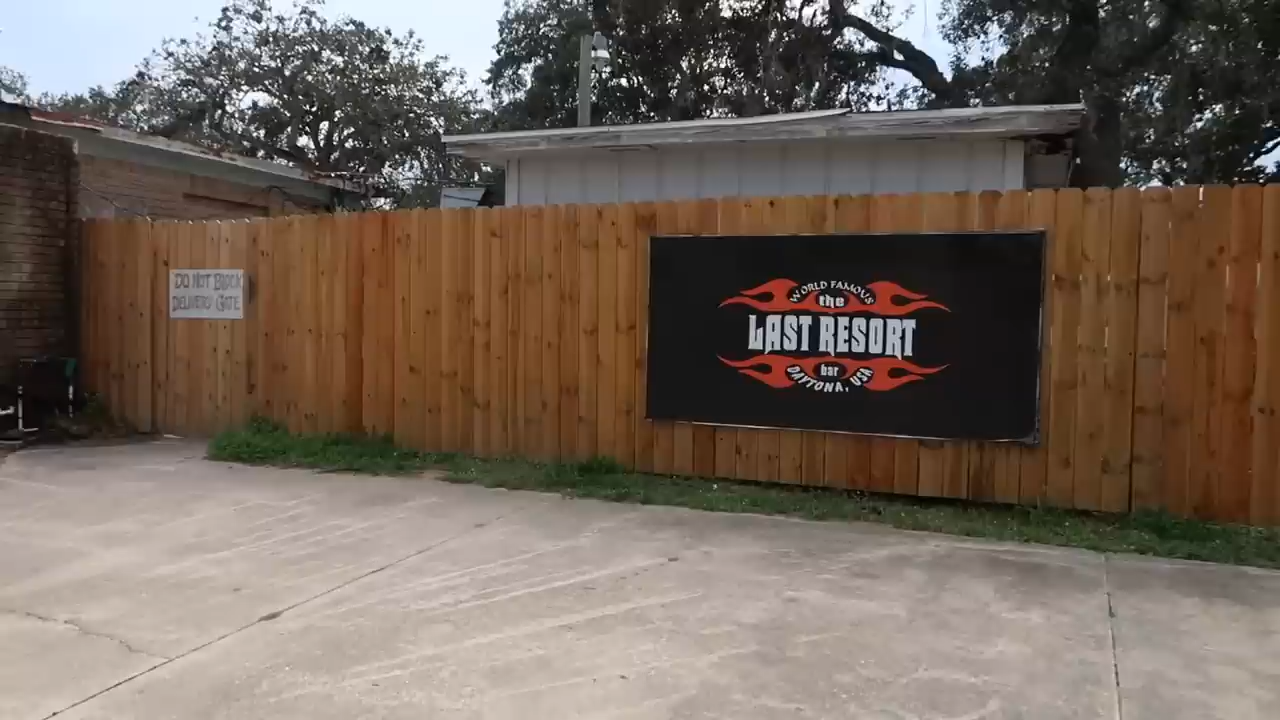 DO NOT BLOCK
DELIVERY GATE
WORLD FAMOUS
the
LAST RESORT
bar
DAYTONA, USA